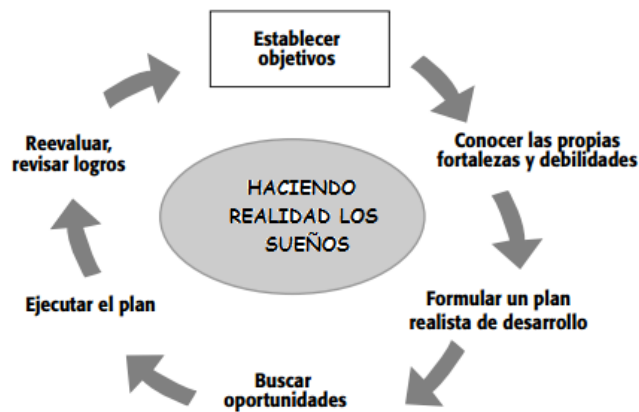 Establecer
objetivos
Conocer las propias
fortalezas y debilidades
Formular un plan
realista de desarrollo
Buscar
oportunidades
Ejecutar el plan
Reevaluar,
revisar logros
HACIENDO
REALIDAD LOS
SUEÑOS